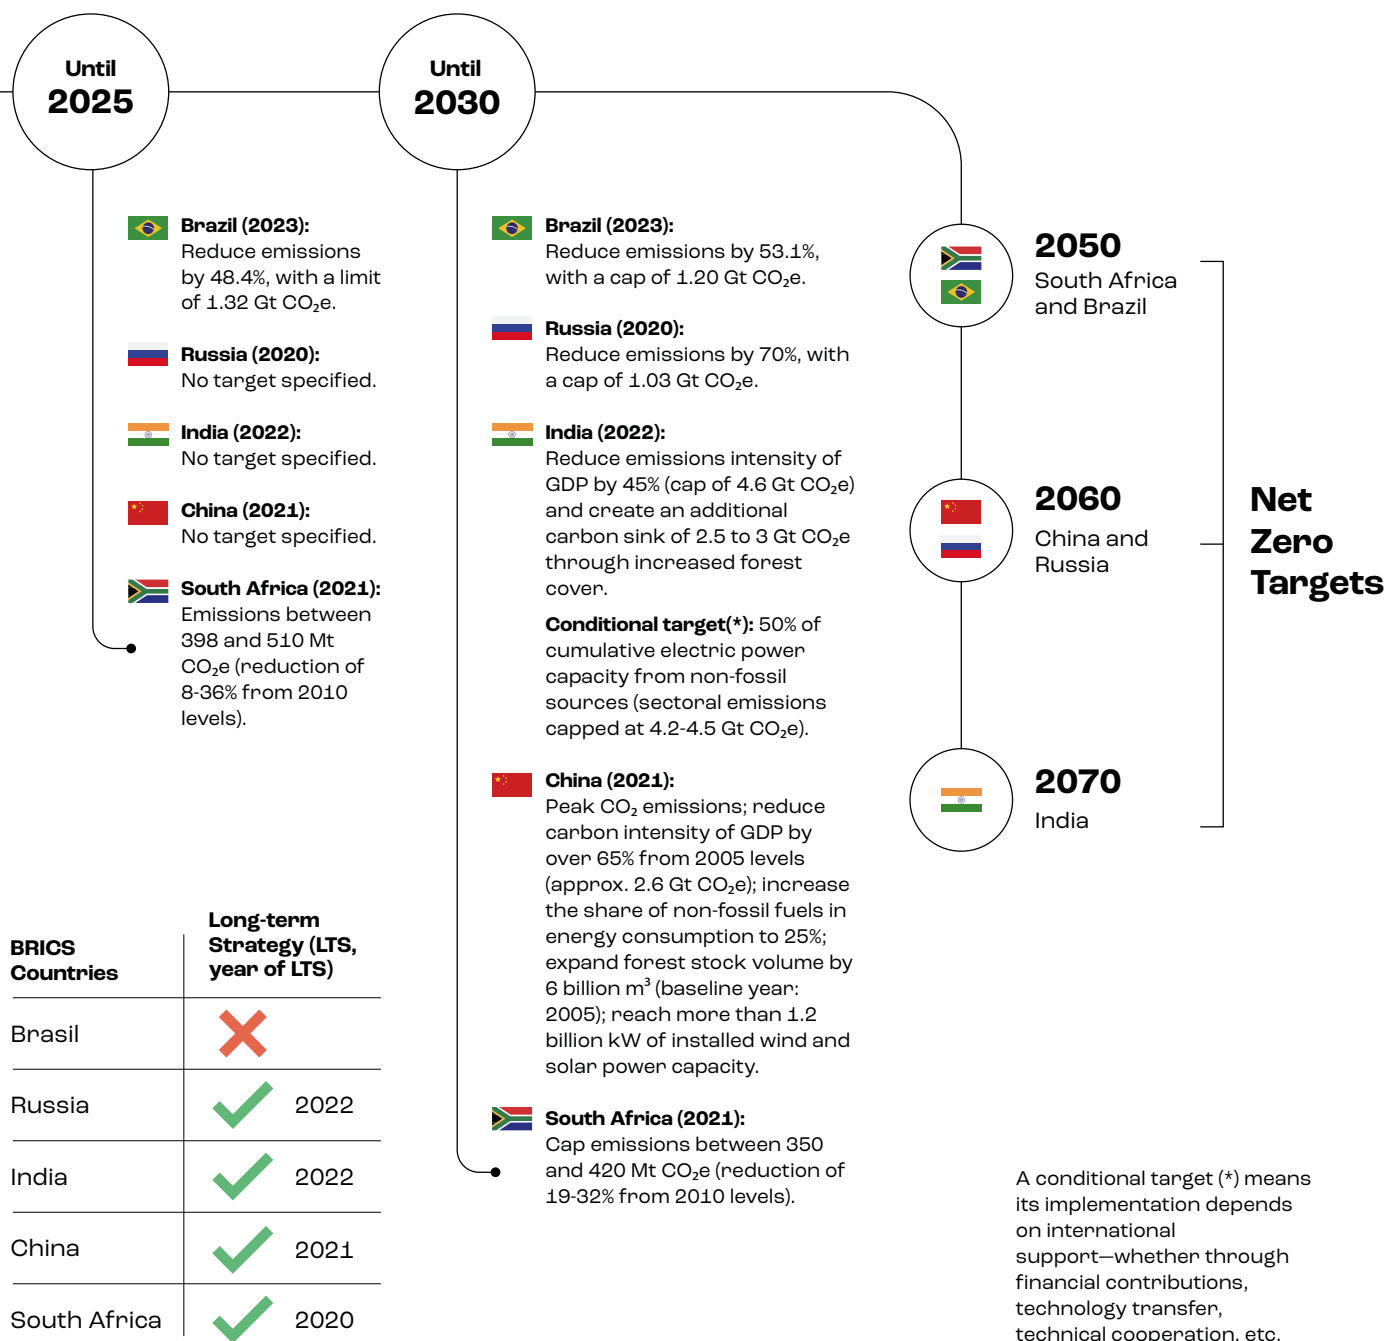 Until
2025
Until
2030
Brazil (2023):
Reduce emissions
by 48.4%, with a limit
of 1.32 Gt CO₂e.
Russia (2020):
No target specified.
India (2022):
No target specified.
China (2021):
No target specified.
South Africa (2021):
Emissions between
398 and 510 Mt
CO₂e (reduction of
8-36% from 2010
levels).
Brazil (2023):
Reduce emissions by 53.1%,
with a cap of 1.20 Gt CO₂e.
Russia (2020):
Reduce emissions by 70%, with
a cap of 1.03 Gt CO₂e.
India (2022):
Reduce emissions intensity of
GDP by 45% (cap of 4.6 Gt CO₂e)
and create an additional
carbon sink of 2.5 to 3 Gt CO₂e
through increased forest
cover.
Conditional target(*): 50% of
cumulative electric power
capacity from non-fossil
sources (sectoral emissions
capped at 4.2-4.5 Gt CO₂e).
China (2021):
Peak CO₂ emissions; reduce
carbon intensity of GDP by
over 65% from 2005 levels
(approx. 2.6 Gt CO₂e); increase
the share of non-fossil fuels in
energy consumption to 25%;
expand forest stock volume by
6 billion m³ (baseline year:
2005); reach more than 1.2
billion kW of installed wind and
solar power capacity.
South Africa (2021):
Cap emissions between 350
and 420 Mt CO₂e (reduction of
19-32% from 2010 levels).
2050
South Africa
and Brazil
2060
China and
Russia
2070
India
Net
Zero
Targets
BRICS
Countries
Long-term
Strategy (LTS,
year of LTS)
Brasil
Russia
2022
India
2022
China
2021
South Africa
2020
A conditional target (*) means
its implementation depends
on international
support—whether through
financial contributions,
technology transfer,
technical cooperation, etc.